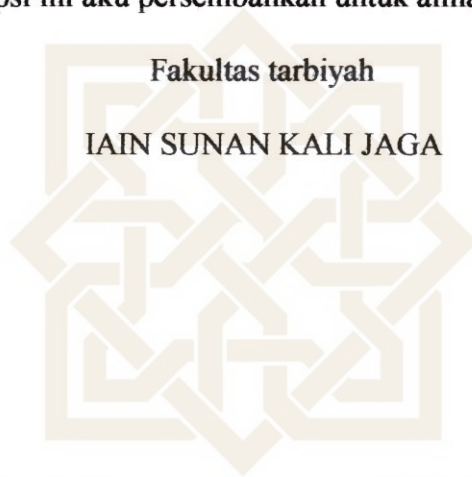 ini aku persembahkan untuk
Fakultas tarbiyah
IAIN SUNAN KALI JAGA